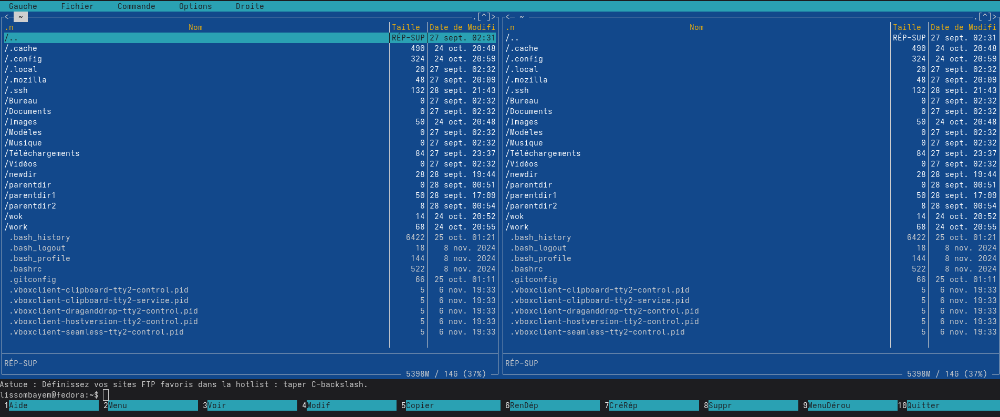 Gauche Fichier Commande Options Droite
<─ ~ .[^]> <─ ~ .[^]>
.n Nom Taille Date de Modifi .n Nom Taille Date de Modifi
/.. RÉP-SUP 27 sept. 02:31 /.. RÉP-SUP 27 sept. 02:31
/.cache 490 24 oct. 20:48 /.cache 490 24 oct. 20:48
/.config 324 24 oct. 20:59 /.config 324 24 oct. 20:59
/.local 20 27 sept. 02:32 /.local 20 27 sept. 02:32
/.mozilla 48 27 sept. 20:09 /.mozilla 48 27 sept. 20:09
/.ssh 132 28 sept. 21:43 /.ssh 132 28 sept. 21:43
/Bureau 0 27 sept. 02:32 /Bureau 0 27 sept. 02:32
/Documents 0 27 sept. 02:32 /Documents 0 27 sept. 02:32
/Images 50 24 oct. 20:48 /Images 50 24 oct. 20:48
/Modèles 0 27 sept. 02:32 /Modèles 0 27 sept. 02:32
/Musique 0 27 sept. 02:32 /Musique 0 27 sept. 02:32
/Téléchargements 84 27 sept. 23:37 /Téléchargements 84 27 sept. 23:37
/Vidéos 0 27 sept. 02:32 /Vidéos 0 27 sept. 02:32
/newdir 28 28 sept. 19:44 /newdir 28 28 sept. 19:44
/parentdir 0 28 sept. 00:51 /parentdir 0 28 sept. 00:51
/parentdir1 50 28 sept. 17:09 /parentdir1 50 28 sept. 17:09
/parentdir2 8 28 sept. 00:54 /parentdir2 8 28 sept. 00:54
/wok 14 24 oct. 20:52 /wok 14 24 oct. 20:52
/work 68 24 oct. 20:55 /work 68 24 oct. 20:55
.bash_history 6422 25 oct. 01:21 .bash_history 6422 25 oct. 01:21
.bash_logout 18 8 nov. 2024 .bash_logout 18 8 nov. 2024
.bash_profile 144 8 nov. 2024 .bash_profile 144 8 nov. 2024
.bashrc 522 8 nov. 2024 .bashrc 522 8 nov. 2024
.gitconfig 66 25 oct. 01:11 .gitconfig 66 25 oct. 01:11
.vboxclient-clipboard-tty2-control.pid 5 6 nov. 19:33 .vboxclient-clipboard-tty2-control.pid 5 6 nov. 19:33
.vboxclient-clipboard-tty2-service.pid 5 6 nov. 19:33 .vboxclient-clipboard-tty2-service.pid 5 6 nov. 19:33
.vboxclient-draganddrop-tty2-control.pid 5 6 nov. 19:33 .vboxclient-draganddrop-tty2-control.pid 5 6 nov. 19:33
.vboxclient-hostversion-tty2-control.pid 5 6 nov. 19:33 .vboxclient-hostversion-tty2-control.pid 5 6 nov. 19:33
.vboxclient-seamless-tty2-control.pid 5 6 nov. 19:33 .vboxclient-seamless-tty2-control.pid 5 6 nov. 19:33
RÉP-SUP RÉP-SUP
5398M / 14G (37%) 5398M / 14G (37%)
Astuce : Définissez vos sites FTP favoris dans la hotlist : taper C-backslash.
lissombayem@fedora:~$
1Aide 2Menu 3Voir 4Modif 5Copier 6RenDép 7CréRép 8Suppr 9MenuDérou 10Quitter